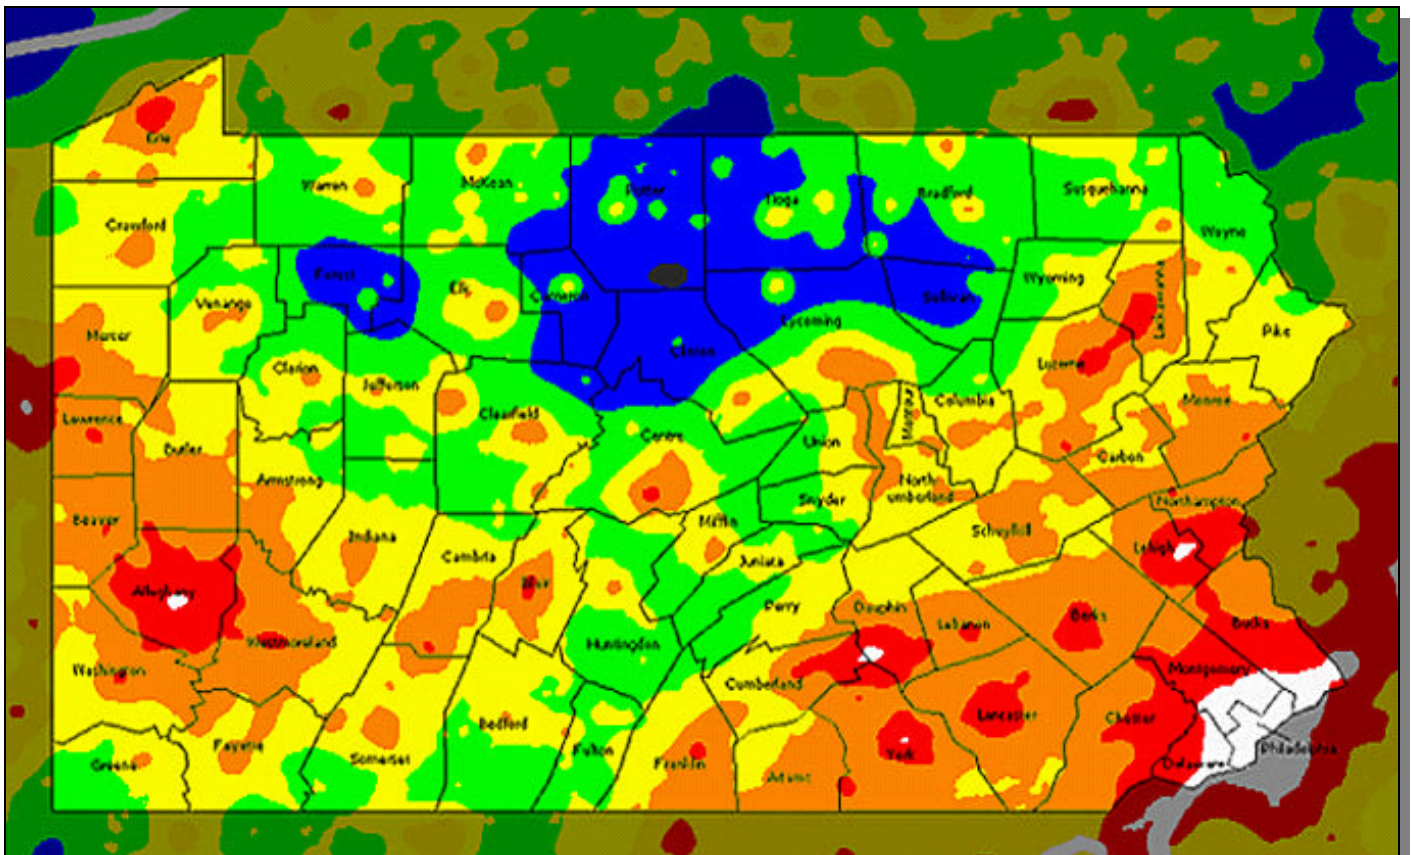 Erie
Warren
McKean
Potter
Tioga
Bradford
Susquehanna
Crawford
Wayne
Forest
Venango
Elk
Cameron
Sullivan
Wyoming
Lackawanna
Mercer
Lycoming
Clinton
Pike
Clarion
Jefferson
Luzerne
Lawrence
Clearfield
Montour
Columbia
Monroe
Butler
Centre
Union
Carbon
Armstrong
Snyder
North
umberland
Northampton
Beaver
Mifflin
Indiana
Schuylkill
Lehigh
Cambria
Juniata
Allegheny
Blair
Perry
Dauphin
Berks
Lebanon
Bucks
Westmoreland
Huntingdon
Washington
Cumberland
Montgomery
Bedford
Lancaster
Chester
Fayette
Fulton
York
Philadelphia
Greene
Somerset
Franklin
Adams
Delaware